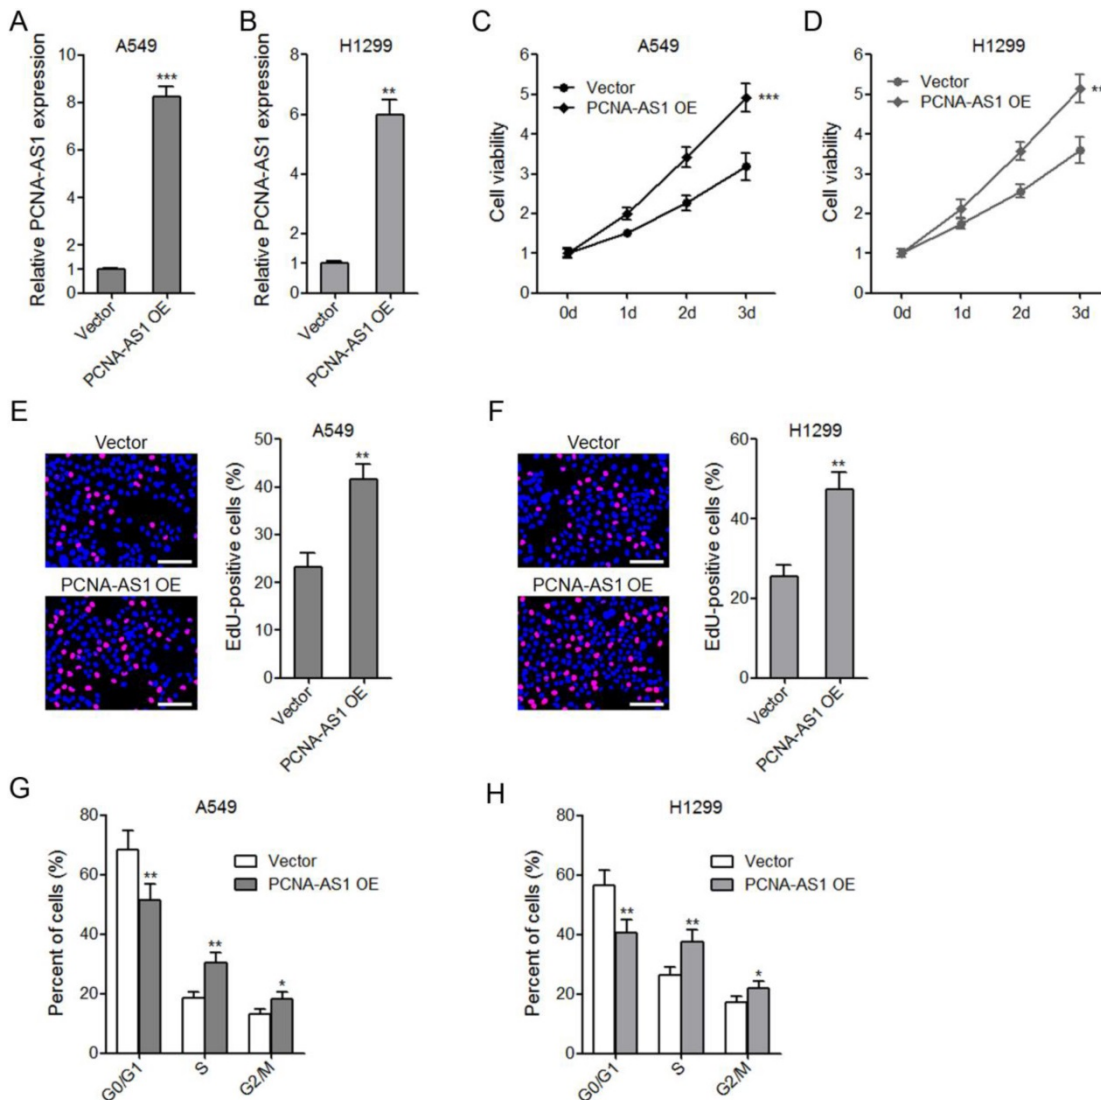 A
A549
Relative PCNA-AS1 expression
10
8
6
4
2
1
0
***
Vector
PCNA-AS1 OE
B
H1299
Relative PCNA-AS1 expression
8
6
4
2
1
0
**
Vector
PCNA-AS1 OE
C
A549
Cell viability
6
5
4
3
2
1
0
Vector
PCNA-AS1 OE
***
0d
1d
2d
3d
D
H1299
Cell viability
6
5
4
3
2
1
0
Vector
PCNA-AS1 OE
**
0d
1d
2d
3d
E
Vector
PCNA-AS1 OE
A549
EdU-positive cells (%)
50
40
30
20
10
0
**
Vector
PCNA-AS1 OE
F
Vector
PCNA-AS1 OE
H1299
EdU-positive cells (%)
60
40
20
0
**
Vector
PCNA-AS1 OE
G
A549
Percent of cells (%)
80
60
40
20
0
Vector
PCNA-AS1 OE
**
**
*
G0/G1
S
G2/M
H
H1299
Percent of cells (%)
80
60
40
20
0
Vector
PCNA-AS1 OE
**
**
*
G0/G1
S
G2/M